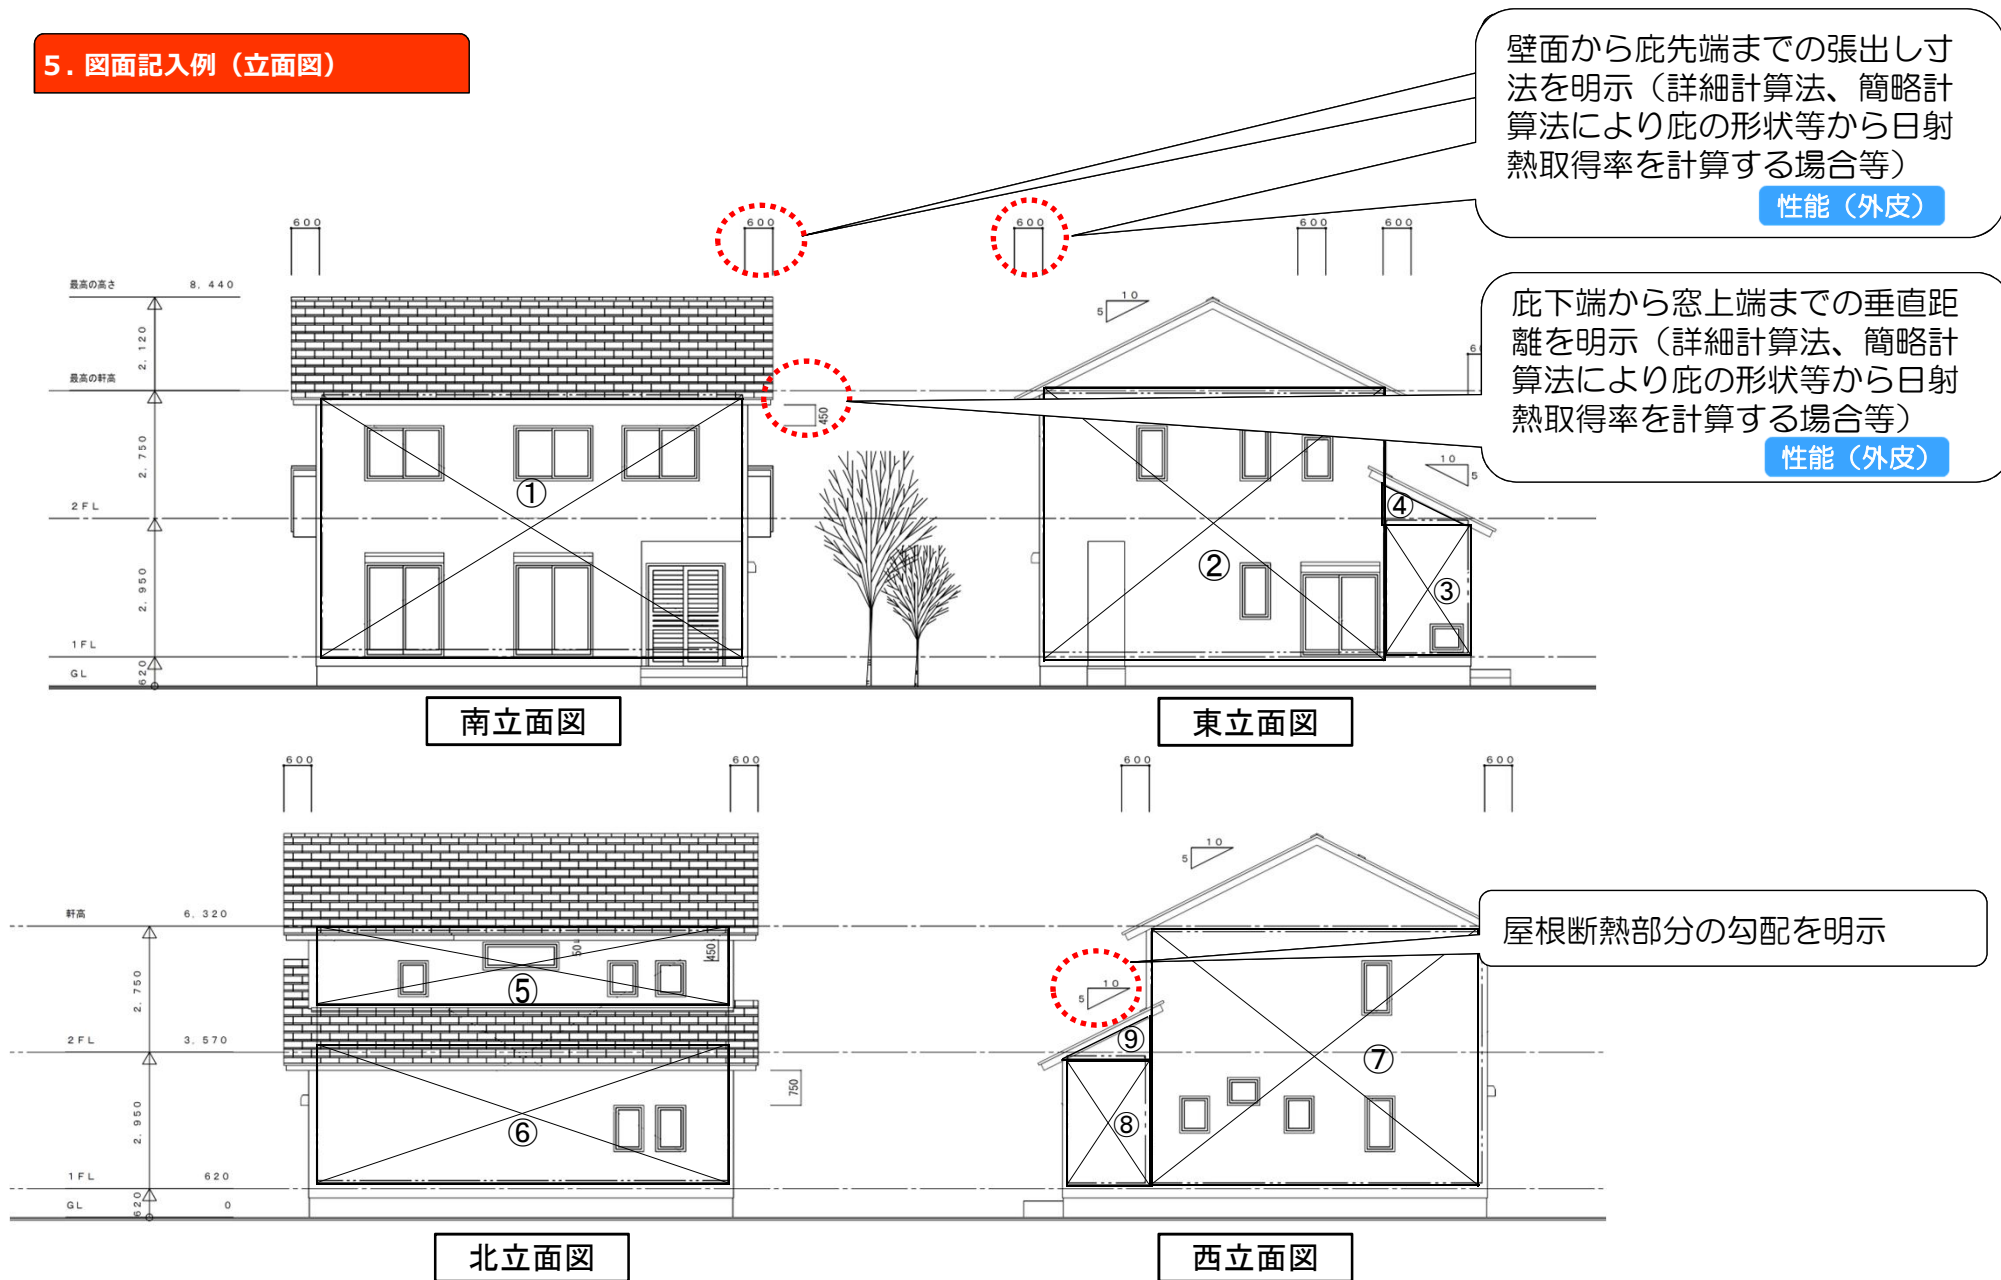 5．図面記入例（立面図）
壁面から庇先端までの張出し寸
法を明示（詳細計算法、簡略計
算法により庇の形状等から日射
熱取得率を計算する場合等）
性能（外皮）
600
600
600
600
600
庇下端から窓上端までの垂直距
離を明示（詳細計算法、簡略計
算法により庇の形状等から日射
熱取得率を計算する場合等）
性能（外皮）
最高の高さ
8,440
2,120
最高の軒高
2,750
2FL
2,950
1FL
620
GL
450
①
10
5
10
5
②
③
④
南立面図
東立面図
600
600
600
600
軒高
6,320
2,750
2FL
3,570
2,950
1FL
620
620
GL
0
450
750
⑤
⑥
10
5
10
5
⑦
⑧
⑨
屋根断熱部分の勾配を明示
北立面図
西立面図